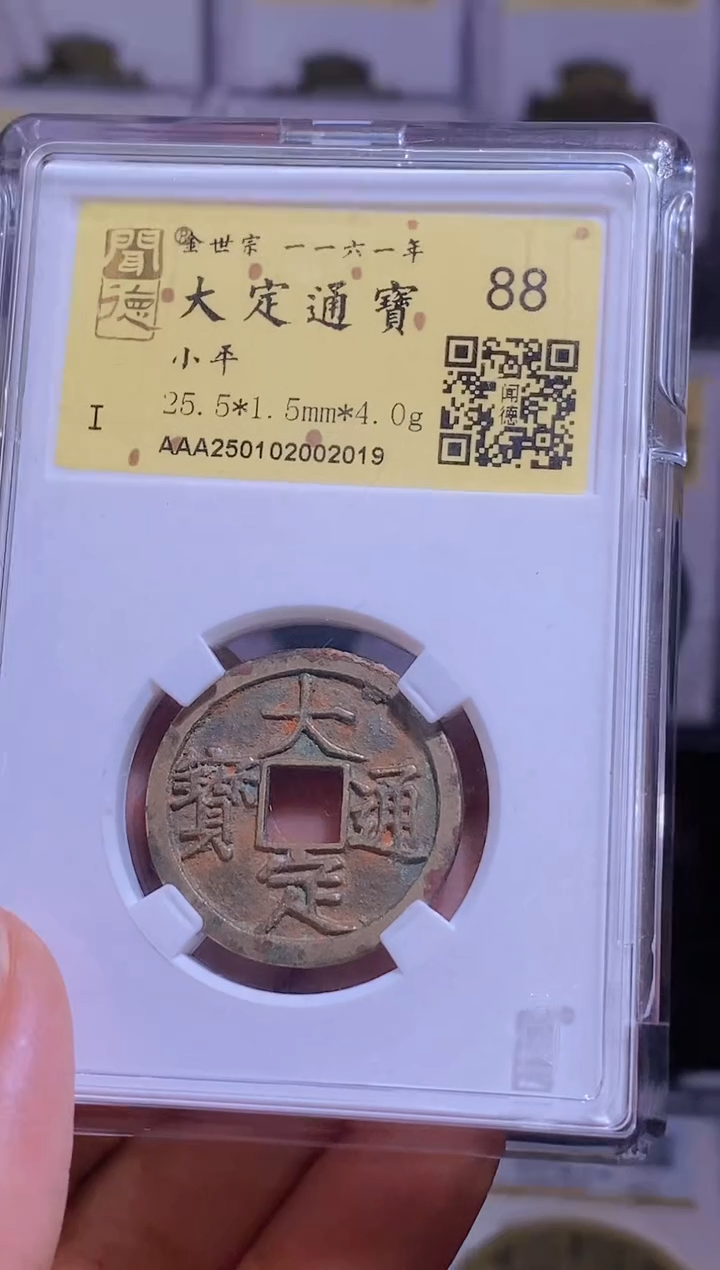 聞德
®金世宗 一一六一年
大定通寶
88
小平
25.5*1.5mm*4.0g
I
AAA250102002019
闻德
大定通寶